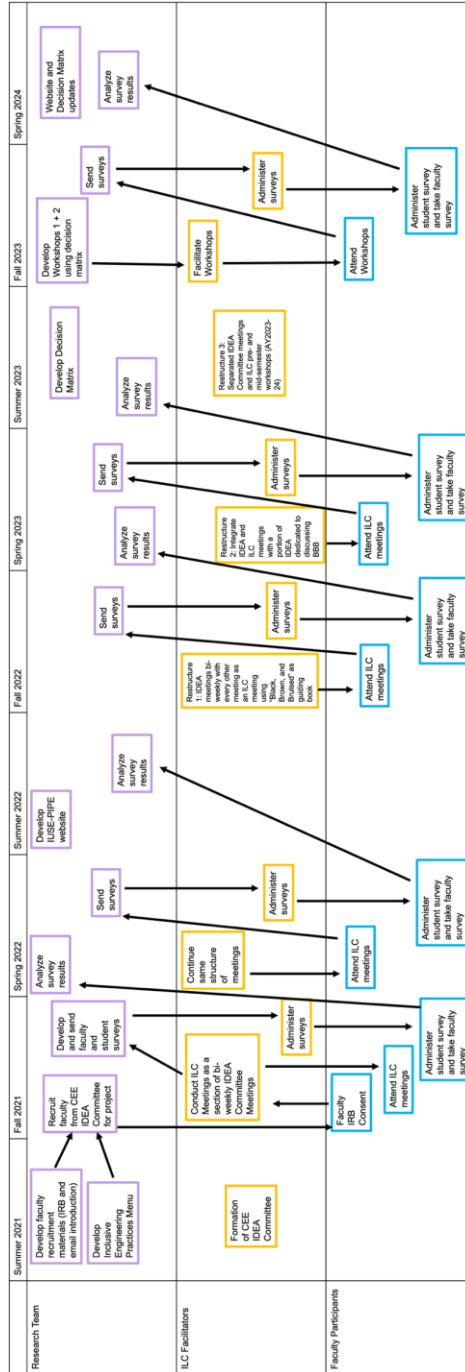 Summer 2021
Fall 2021
Spring 2022
Summer 2022
Fall 2022
Spring 2023
Summer 2023
Fall 2023
Spring 2024
Research Team
Develop faculty
recruitment
materials (IRB and
email introduction)
Develop
Inclusive
Engineering
Practices Menu
Recruit
faculty
from CEE
IDEA
Committee
for project
Develop
and send
faculty
and
student
surveys
Analyze
survey
results
Send
surveys
Develop
IUSE-PIPE
website
Analyze
survey
results
Send
surveys
Analyze
survey
results
Send
surveys
Analyze
survey
results
Develop Decision
Matrix
Develop
Workshops 1 + 2
using decision
matrix
Send
surveys
Website and
Decision Matrix
updates
Analyze
survey
results
ILC Facilitators
Formation
of CEE
IDEA
Committee
Conduct ILC
Meetings as a
section of bi-
weekly IDEA
Committee
Meetings
Administer
surveys
Continue
same
structure
of
meetings
Administer
surveys
Restructure
1: IDEA
meetings bi-
weekly with
every other
meeting as
an ILC
meeting
using
"Black,
Brown, and
Bruised" as
guiding
book
Administer
surveys
Restructure
2: Integrate
IDEA and
ILC
meetings
with a
portion of
IDEA
dedicated to
discussing
BBB
Administer
surveys
Restructure 3:
Separated IDEA
Committee meetings
and ILC pre- and
mid-semester
workshops (AY2023-
24)
Facilitate
Workshops
Administer
surveys
Faculty Participants
Faculty
IRB
Consent
Attend ILC
meetings
Administer
student survey
and take faculty
survey
Attend ILC
meetings
Administer
student survey
and take faculty
survey
Attend ILC
meetings
Administer
student survey
and take faculty
survey
Attend ILC
meetings
Administer
student survey
and take faculty
survey
Attend
Workshops
Administer
student survey
and take faculty
survey